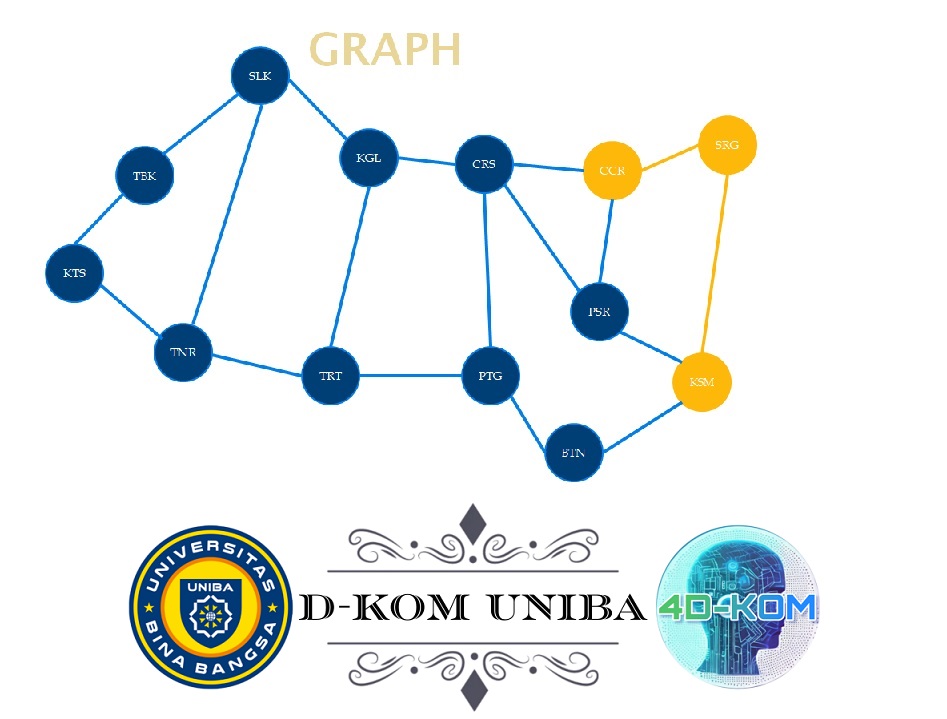 GRAPH
SLK
KGL
CRS
CCR
SRG
TBK
KTS
TNR
TRT
PTG
PSR
KSM
BTN
UNIVERSITAS
UNIBA
BINA BANGSA
D-KOM UNIBA
4D-KOM